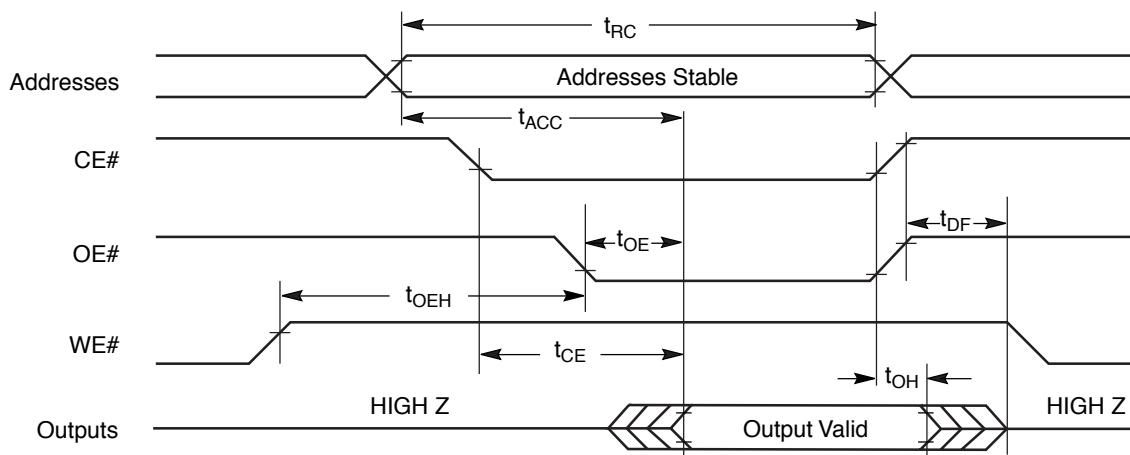 tRC
Addresses
Addresses Stable
tACC
CE#
tDF
tOE
OE#
tOEH
WE#
tCE
tOH
HIGH Z
HIGH Z
Outputs
Output Valid